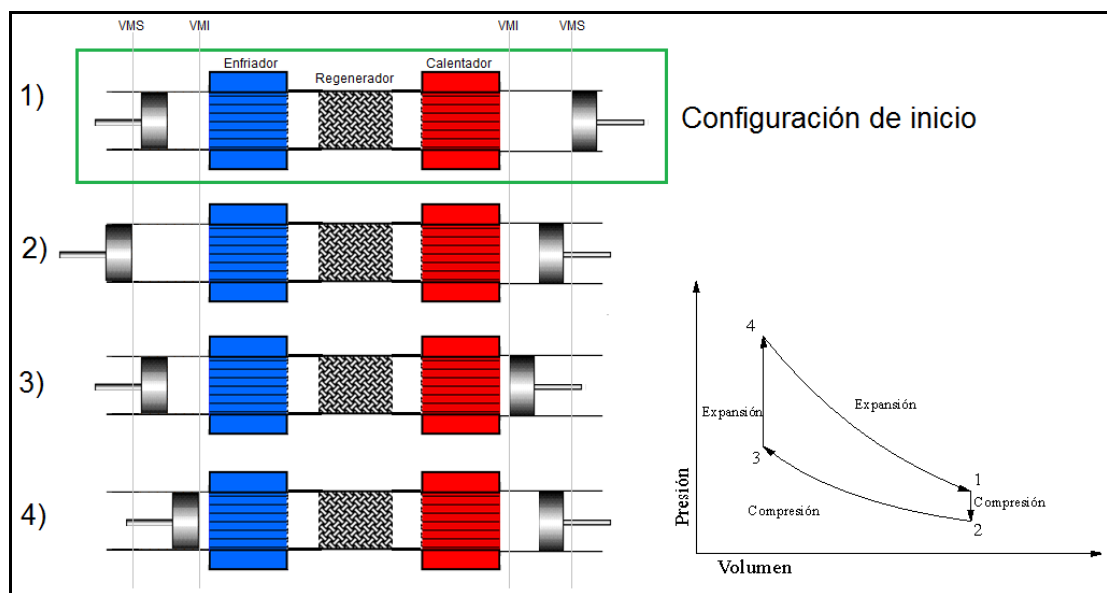 VMS VMI VMI VMS
Enfriador Regenerador Calentador
1)
Configuración de inicio
2)
3)
4)
Presión
Volumen
4
Expansión
Expansión
3
1
Compresión
Compresión
2